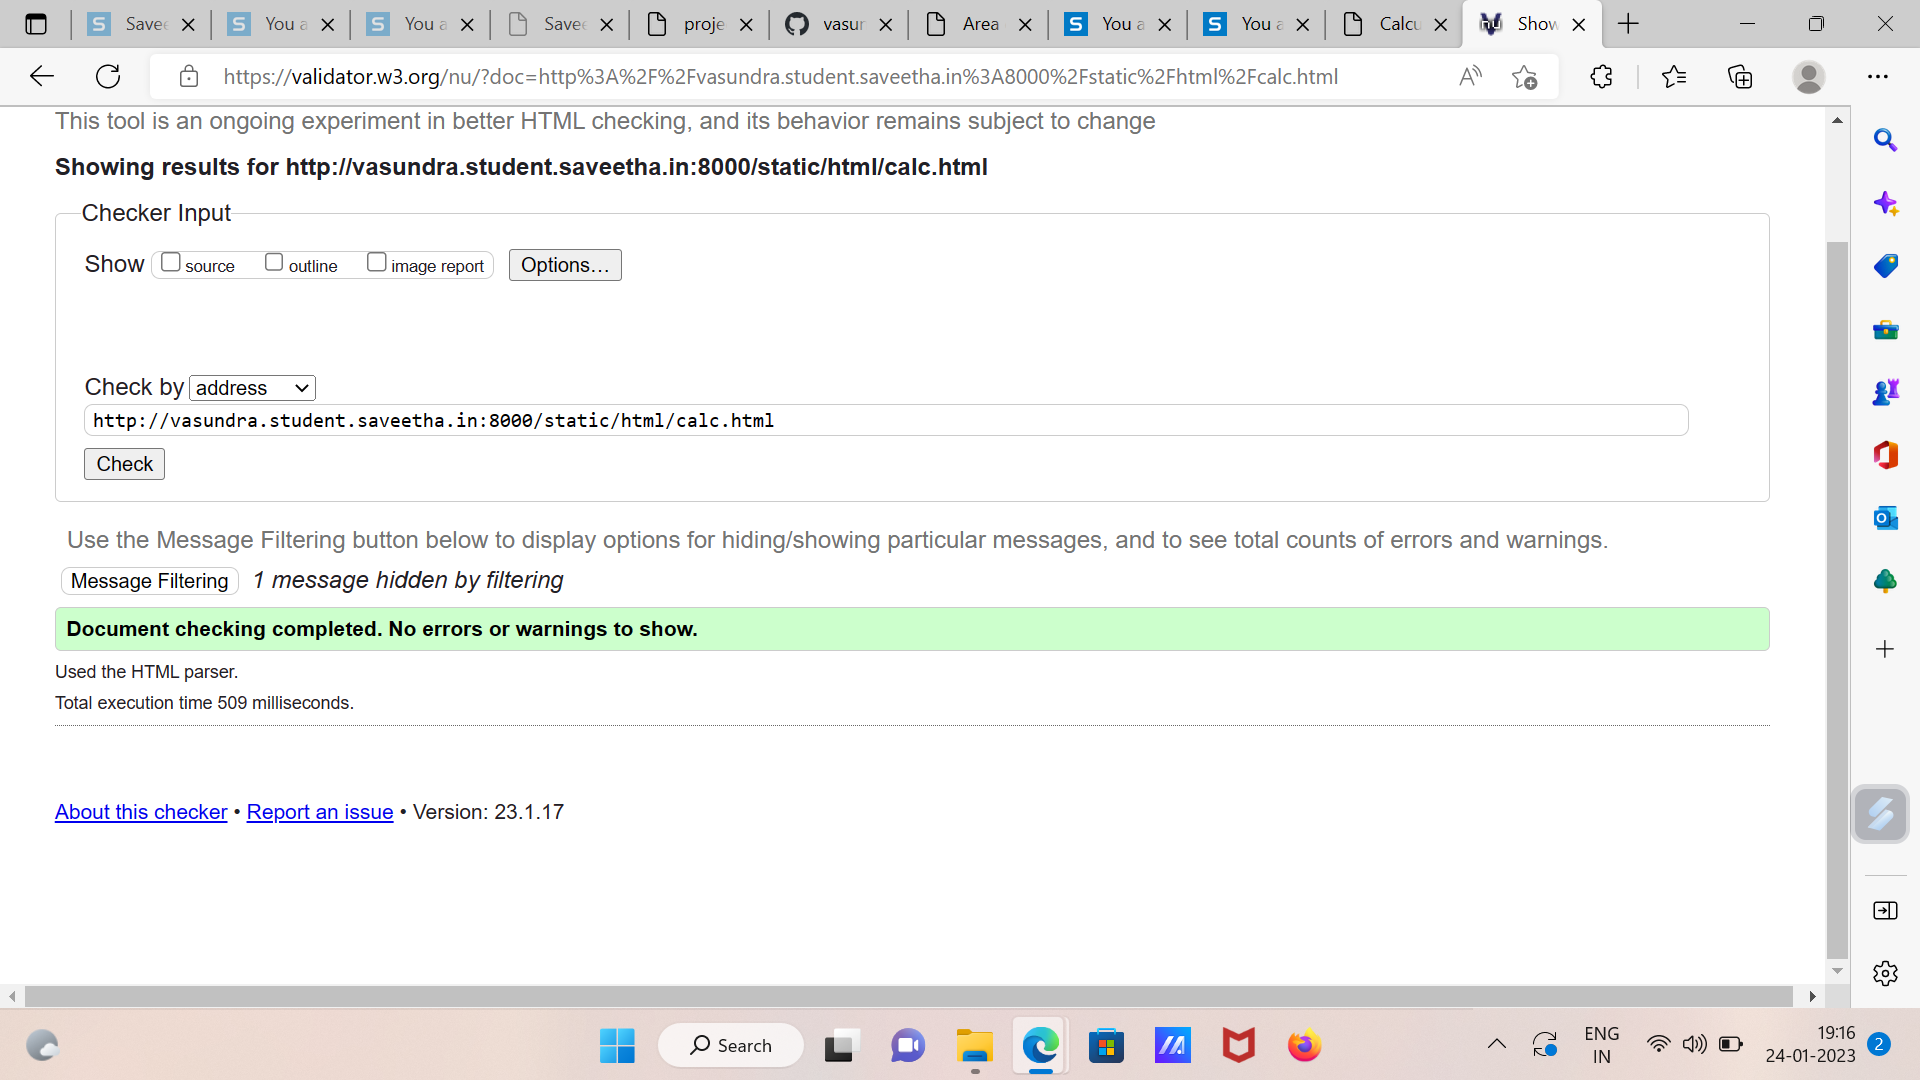 Savee
You a
You a
Savee
proje
vasun
Area
You a
You a
Calcu
Show
https://validator.w3.org/nu/?doc=http%3A%2F%2Fvasundra.student.saveetha.in%3A8000%2Fstatic%2Fhtml%2Fcalc.html
This tool is an ongoing experiment in better HTML checking, and its behavior remains subject to change
Showing results for http://vasundra.student.saveetha.in:8000/static/html/calc.html
Checker Input
Show source outline image report Options...
Check by address
http://vasundra.student.saveetha.in:8000/static/html/calc.html
Check
Use the Message Filtering button below to display options for hiding/showing particular messages, and to see total counts of errors and warnings.
Message Filtering 1 message hidden by filtering
Document checking completed. No errors or warnings to show.
Used the HTML parser.
Total execution time 509 milliseconds.
About this checker • Report an issue • Version: 23.1.17
Search
ENG
IN
19:16
24-01-2023
2